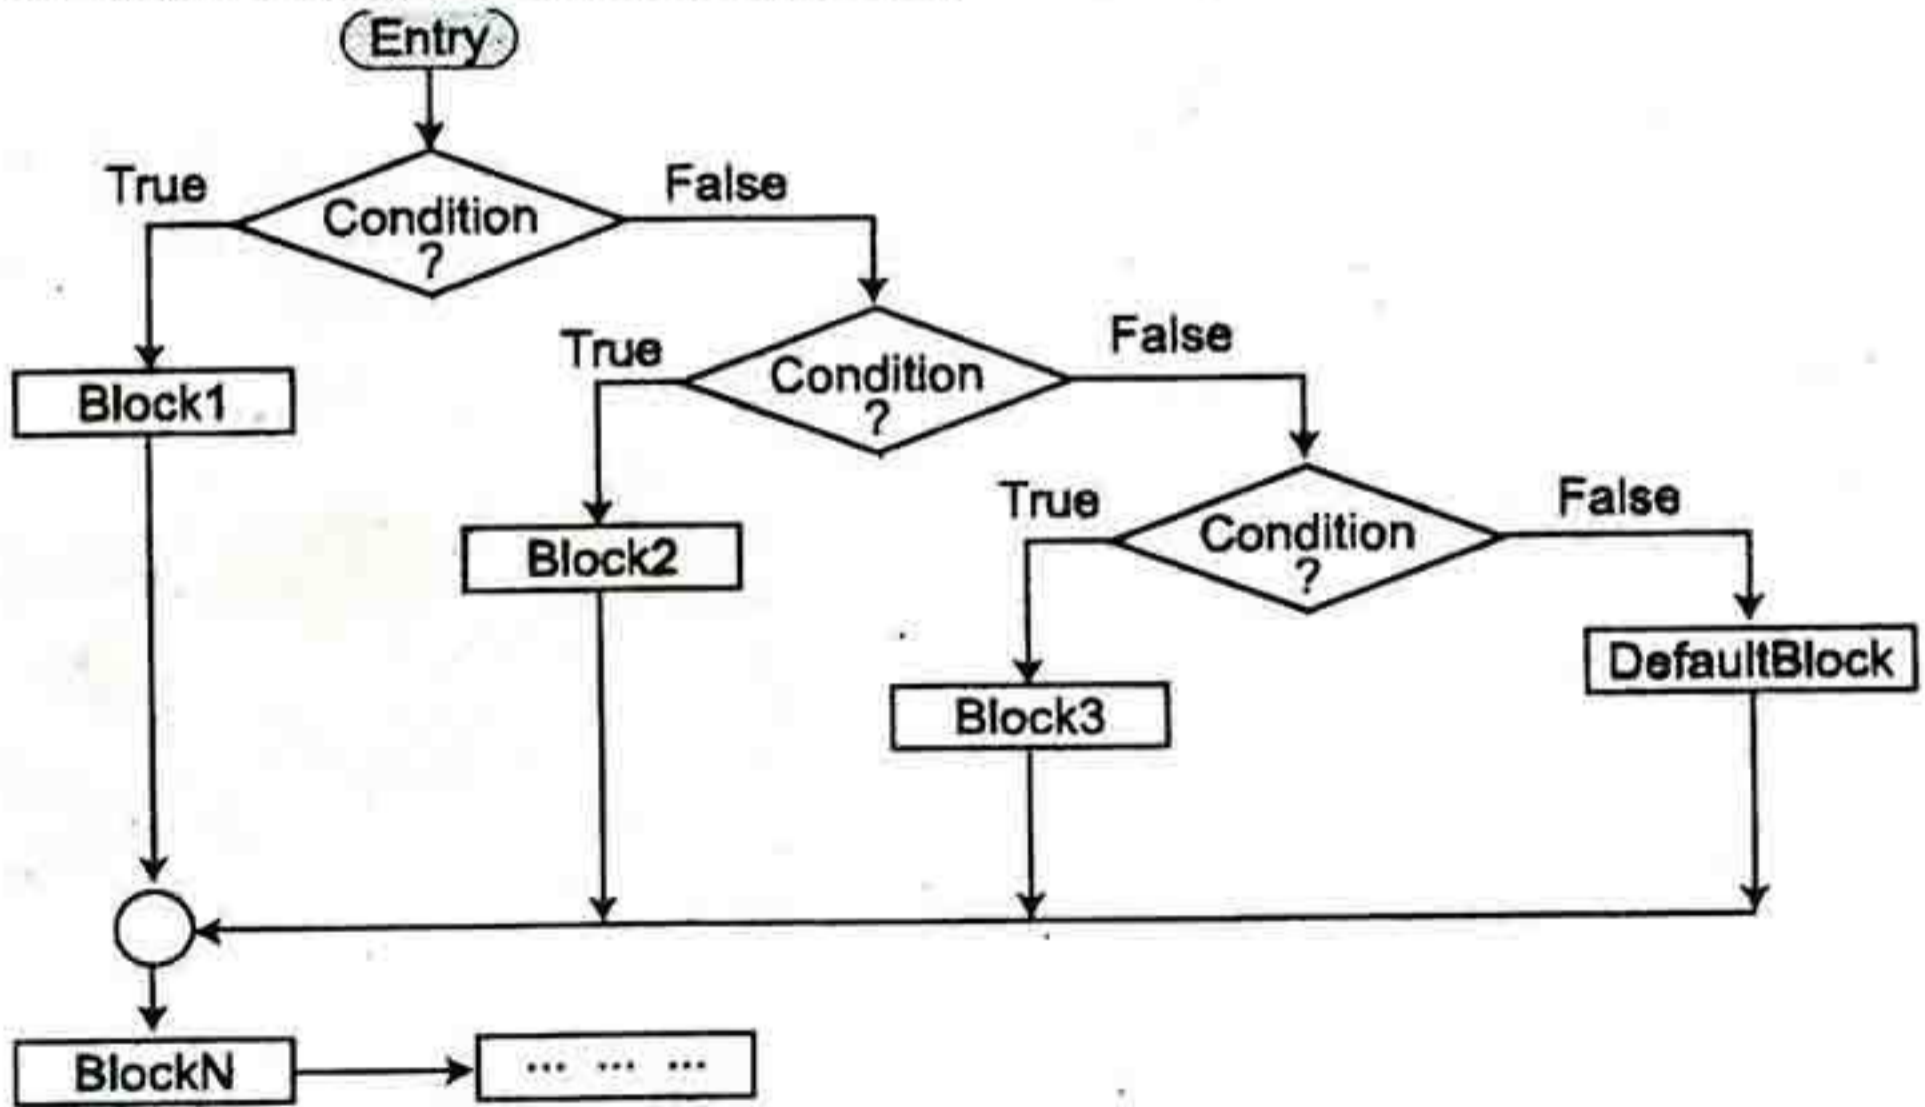 Entry
True
False
Condition
?
True
False
Condition
?
Block1
True
False
Condition
?
Block2
DefaultBlock
Block3
BlockN
... ... ...